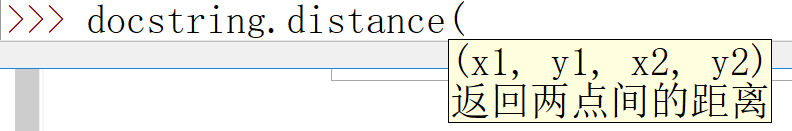 >>> docstring.distance(
(x1, y1, x2, y2)
返回两点间的距离